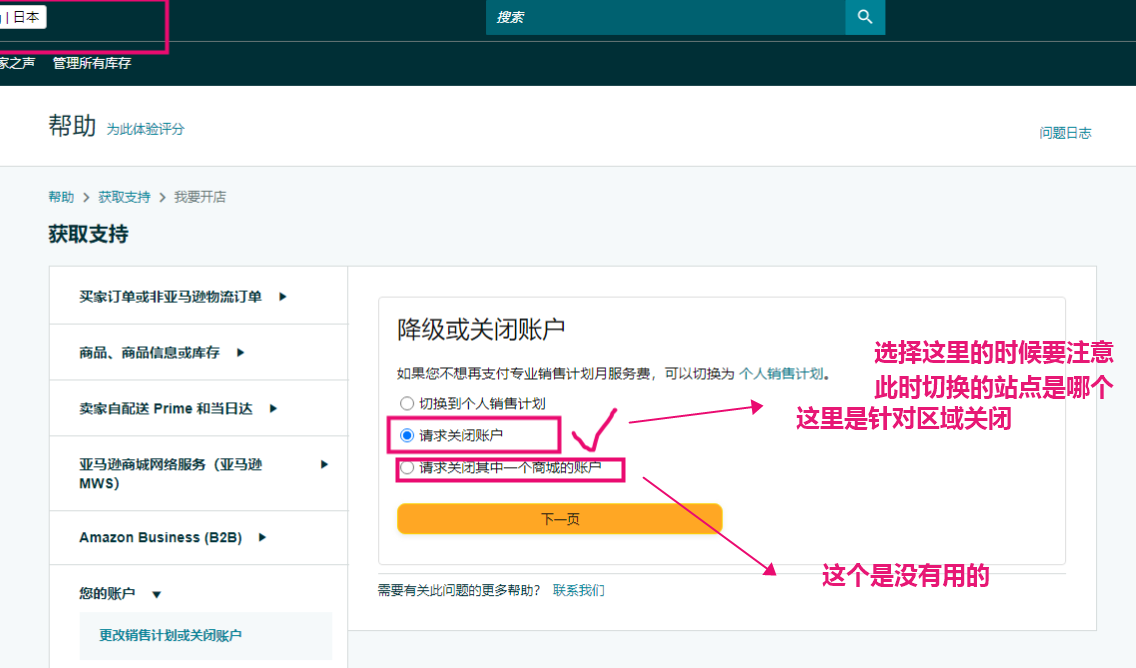 | 日本
搜索
家之声 管理所有库存
帮助 为此体验评分
问题日志
帮助 > 获取支持 > 我要开店
获取支持
买家订单或非亚马逊物流订单
商品、商品信息或库存
卖家自配送 Prime 和当日达
亚马逊商城网络服务（亚马逊
MWS）
Amazon Business (B2B)
您的账户
更改销售计划或关闭账户
降级或关闭账户
如果您不想再支付专业销售计划月服务费，可以切换为 个人销售计划。
切换到个人销售计划
请求关闭账户
请求关闭其中一个商城的账户
下一页
需要有关此问题的更多帮助？ 联系我们
选择这里的时候要注意
此时切换的站点是哪个
这里是针对区域关闭
这个是没有用的